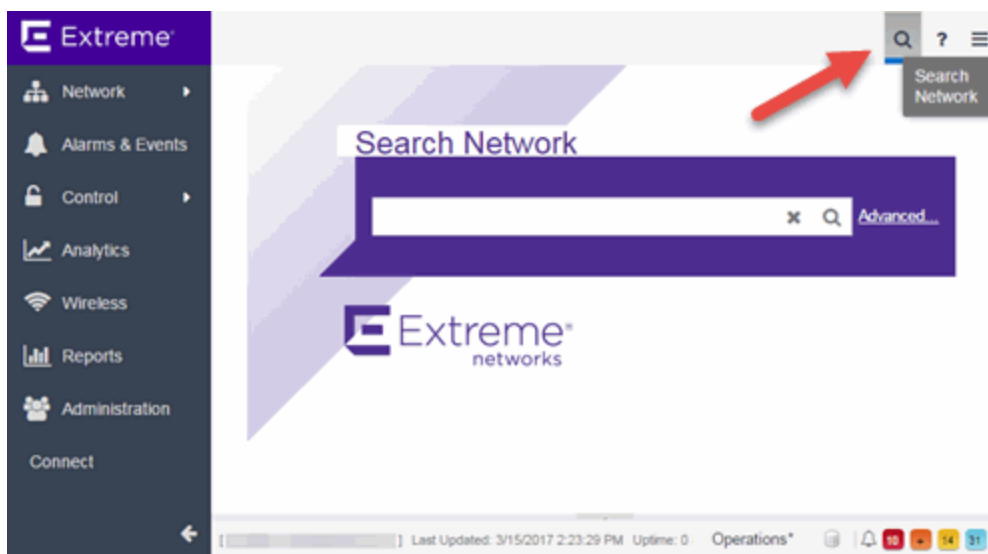 Extreme
?
Search
Network
Network
Alarms & Events
Control
Analytics
Wireless
Reports
Administration
Connect
Search Network
Advanced...
Extreme
networks
[ ] Last Updated: 3/15/2017 2:23:29 PM Uptime: 0 Operations* 10 + 14 31